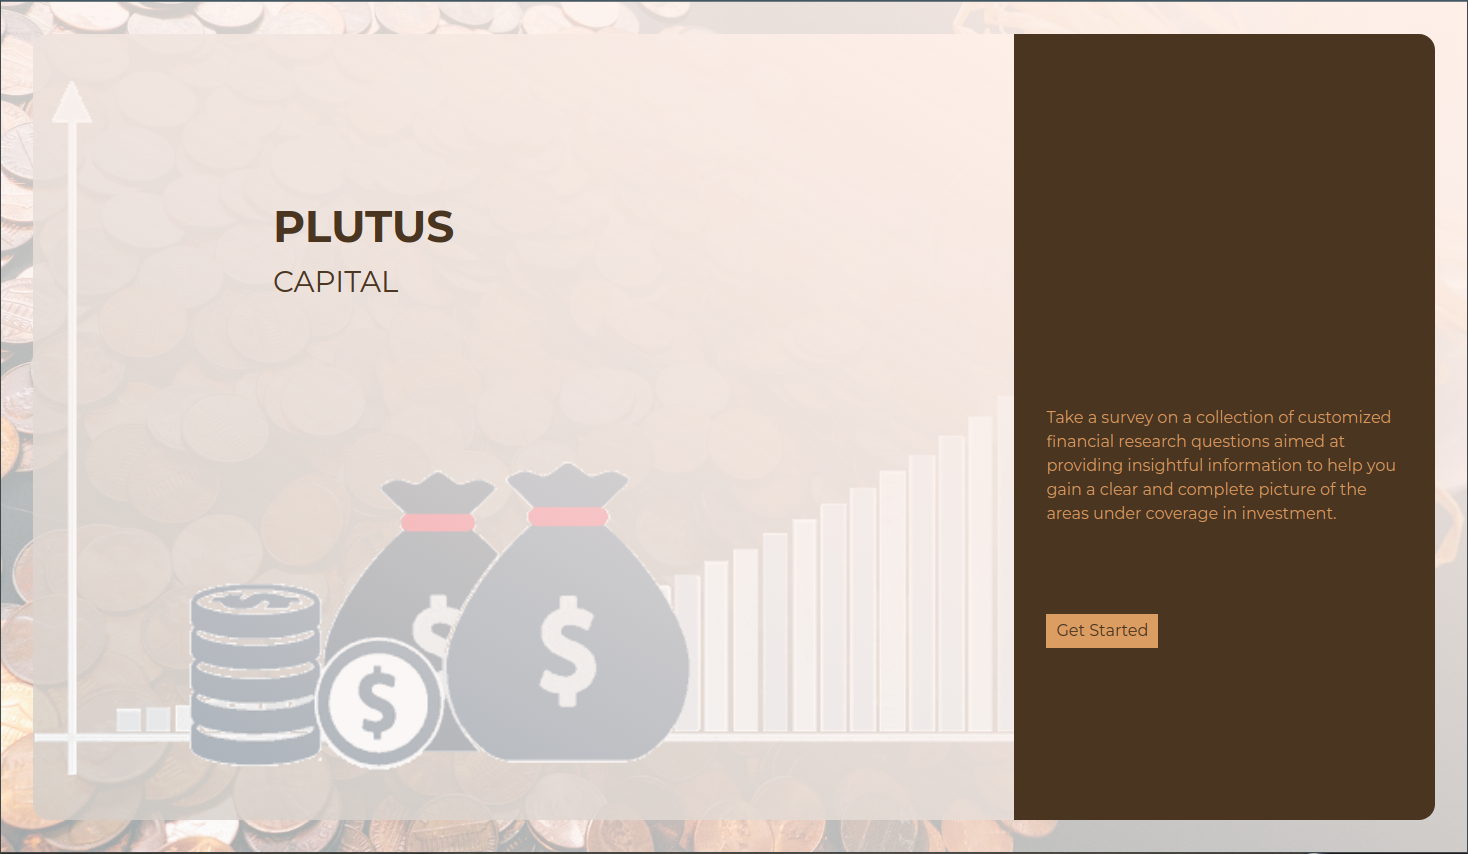 PLUTUS
CAPITAL
Take a survey on a collection of customized
financial research questions aimed at
providing insightful information to help you
gain a clear and complete picture of the
areas under coverage in investment.
Get Started
$
$
$
$